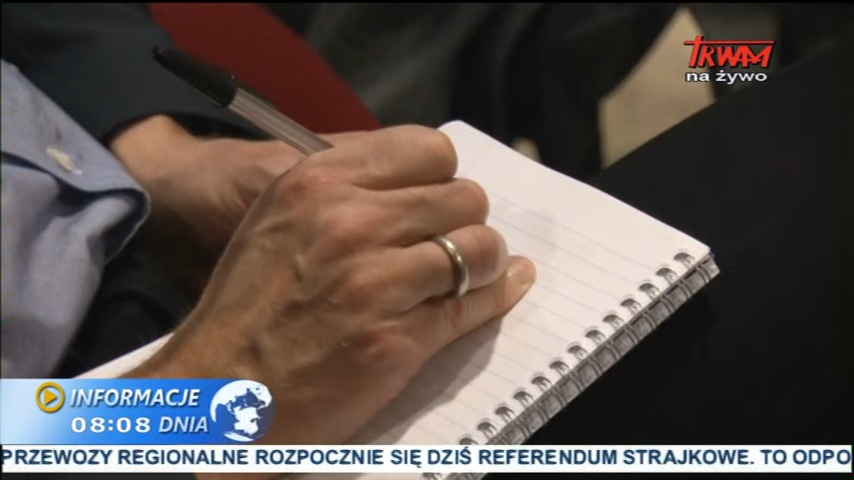 TRWAM
na żywo
INFORMACJE
08:08 DNIA
PRZEWOZY REGIONALNE ROZPOCZNIE SIĘ DZIŚ REFERENDUM STRAJKOWE. TO ODPO